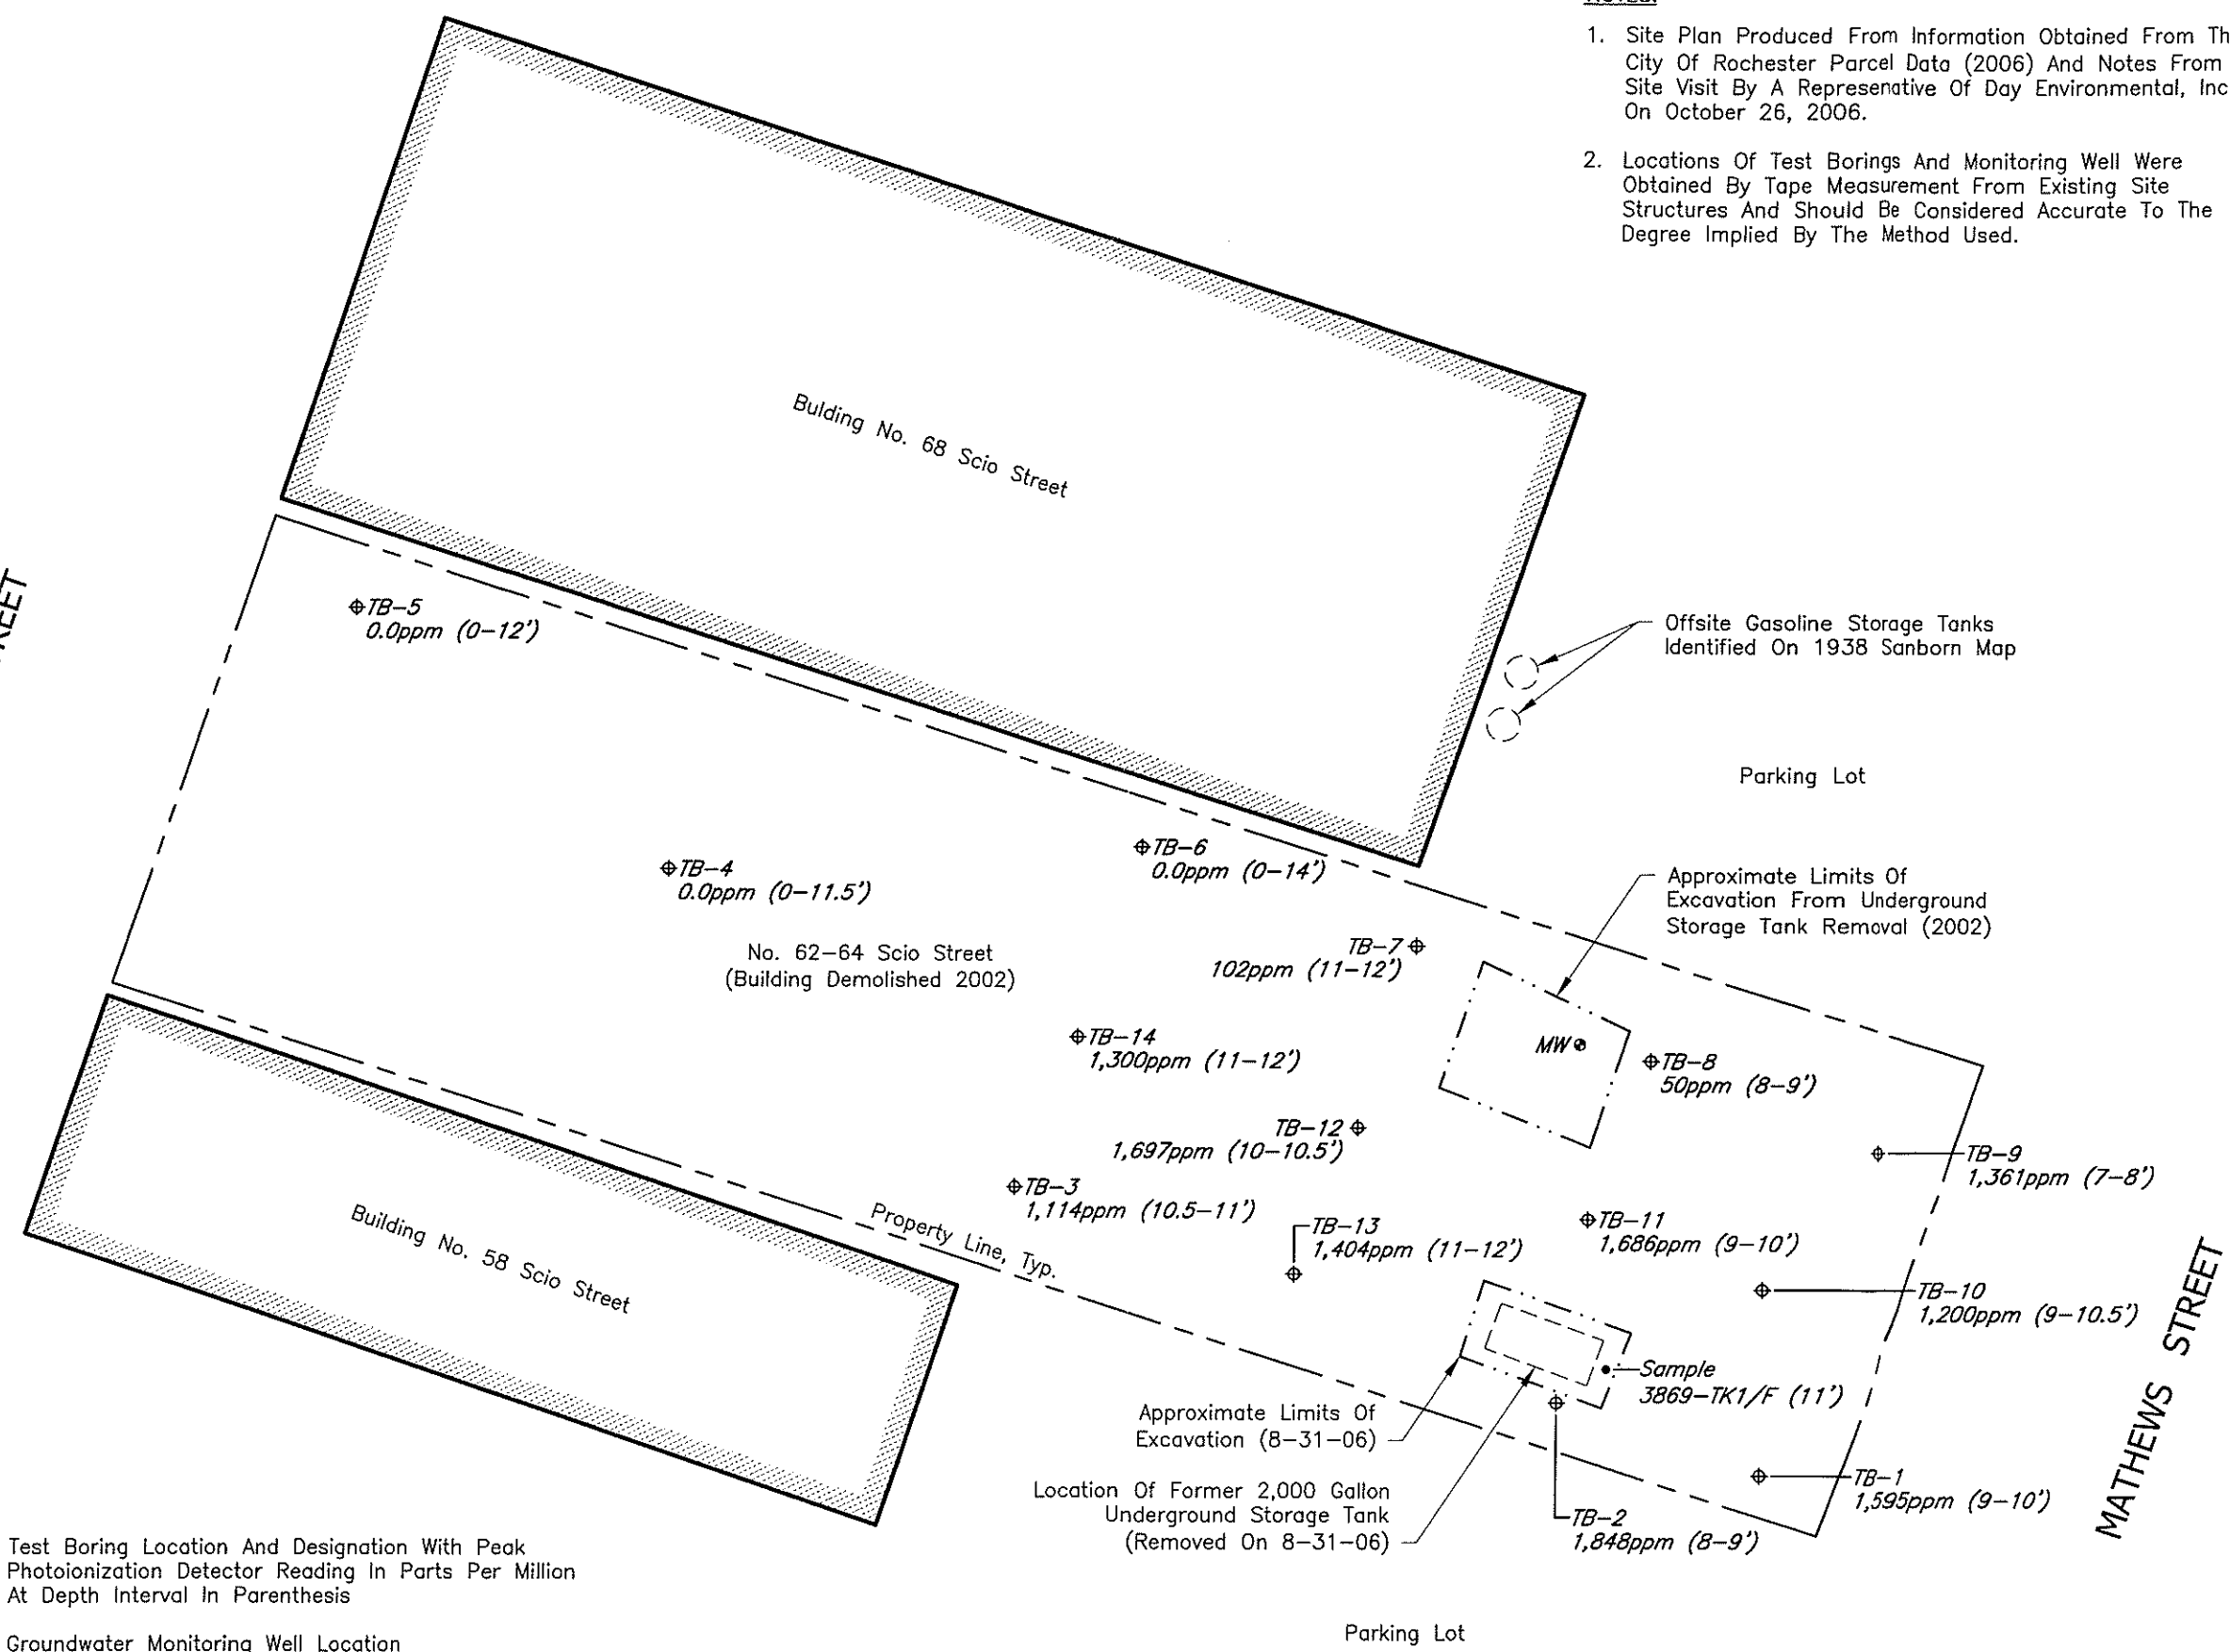 1. Site Plan Produced From Information Obtained From Th
City Of Rochester Parcel Data (2006) And Notes From
Site Visit By A Represenative Of Day Environmental, Inc
On October 26, 2006.
2. Locations Of Test Borings And Monitoring Well Were
Obtained By Tape Measurement From Existing Site
Structures And Should Be Considered Accurate To The
Degree Implied By The Method Used.
Bulding No. 68 Scio Street
TB-5
0.0ppm (0-12')
Offsite Gasoline Storage Tanks
Identified On 1938 Sanborn Map
Parking Lot
TB-6
0.0ppm (0-14')
TB-4
0.0ppm (0-11.5')
Approximate Limits Of
Excavation From Underground
Storage Tank Removal (2002)
No. 62-64 Scio Street
(Building Demolished 2002)
TB-7
102ppm (11-12')
TB-14
1,300ppm (11-12')
MW
TB-8
50ppm (8-9')
TB-12
1,697ppm (10-10.5')
TB-9
1,361ppm (7-8')
TB-3
1,114ppm (10.5-11')
Property Line, Typ.
TB-13
1,404ppm (11-12')
TB-11
1,686ppm (9-10')
Building No. 58 Scio Street
TB-10
1,200ppm (9-10.5')
MATHEWS STREET
Sample
3869-TK1/F (11')
Approximate Limits Of
Excavation (8-31-06)
Location Of Former 2,000 Gallon
Underground Storage Tank
(Removed On 8-31-06)
TB-1
1,595ppm (9-10')
TB-2
1,848ppm (8-9')
Test Boring Location And Designation With Peak
Photoionization Detector Reading In Parts Per Million
At Depth Interval In Parenthesis
Groundwater Monitoring Well Location
Parking Lot